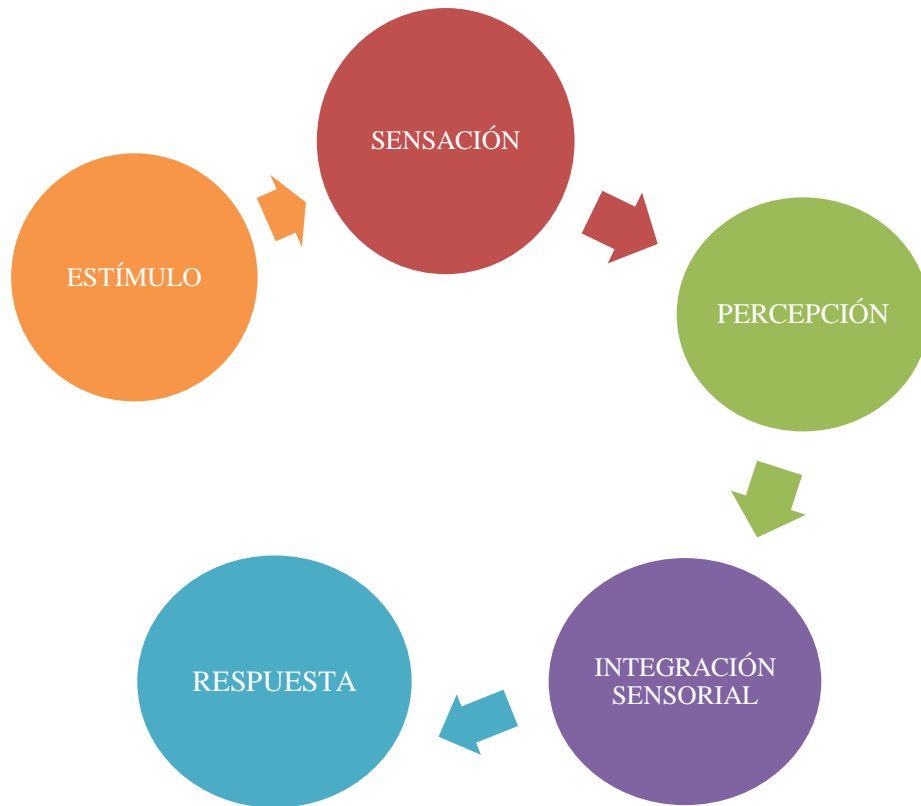 ESTÍMULO
SENSACIÓN
PERCEPCIÓN
INTEGRACIÓN
SENSORIAL
RESPUESTA